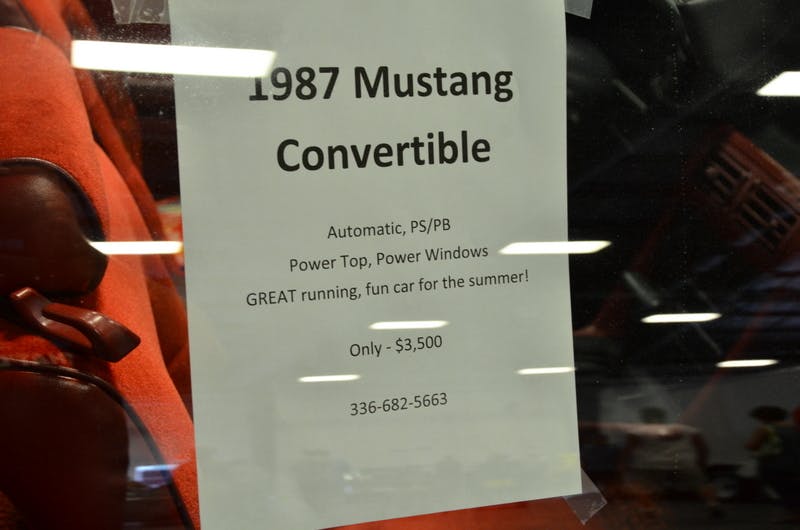 1987 Mustang
Convertible
Automatic, PS/PB
Power Top, Power Windows
GREAT running, fun car for the summer!
Only - $3,500
336-682-5663